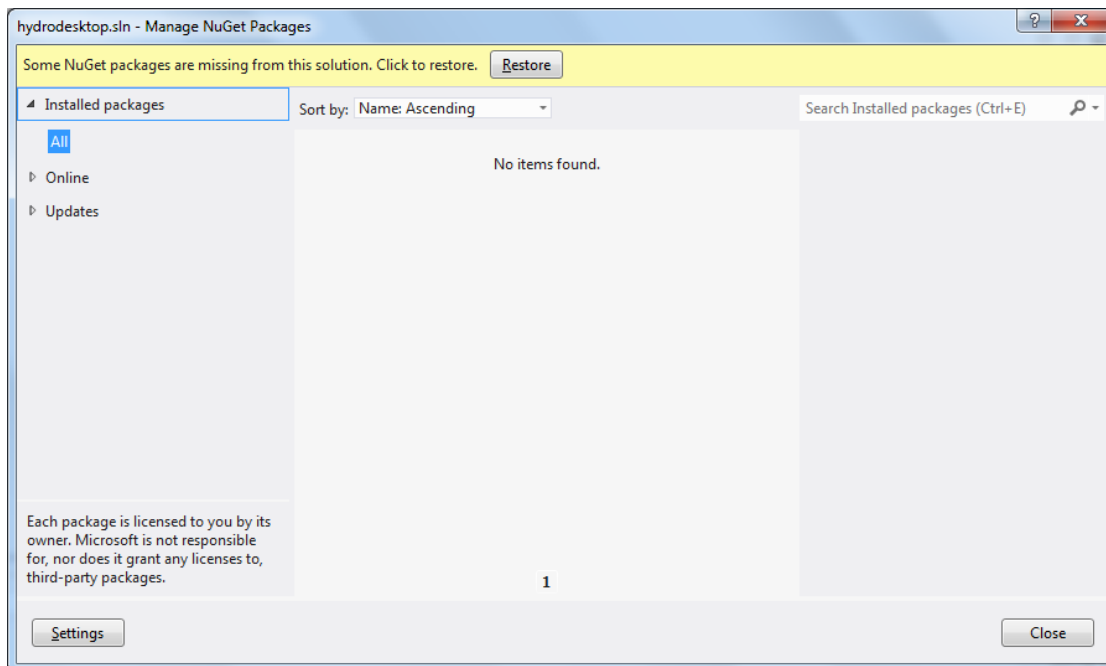 hydrodesktop.sln - Manage NuGet Packages
?
Some NuGet packages are missing from this solution. Click to restore. Restore
Installed packages
Sort by: Name: Ascending
Search Installed packages (Ctrl+E)
All
No items found.
Online
Updates
Each package is licensed to you by its
owner. Microsoft is not responsible
for, nor does it grant any licenses to,
third-party packages.
1
Settings
Close